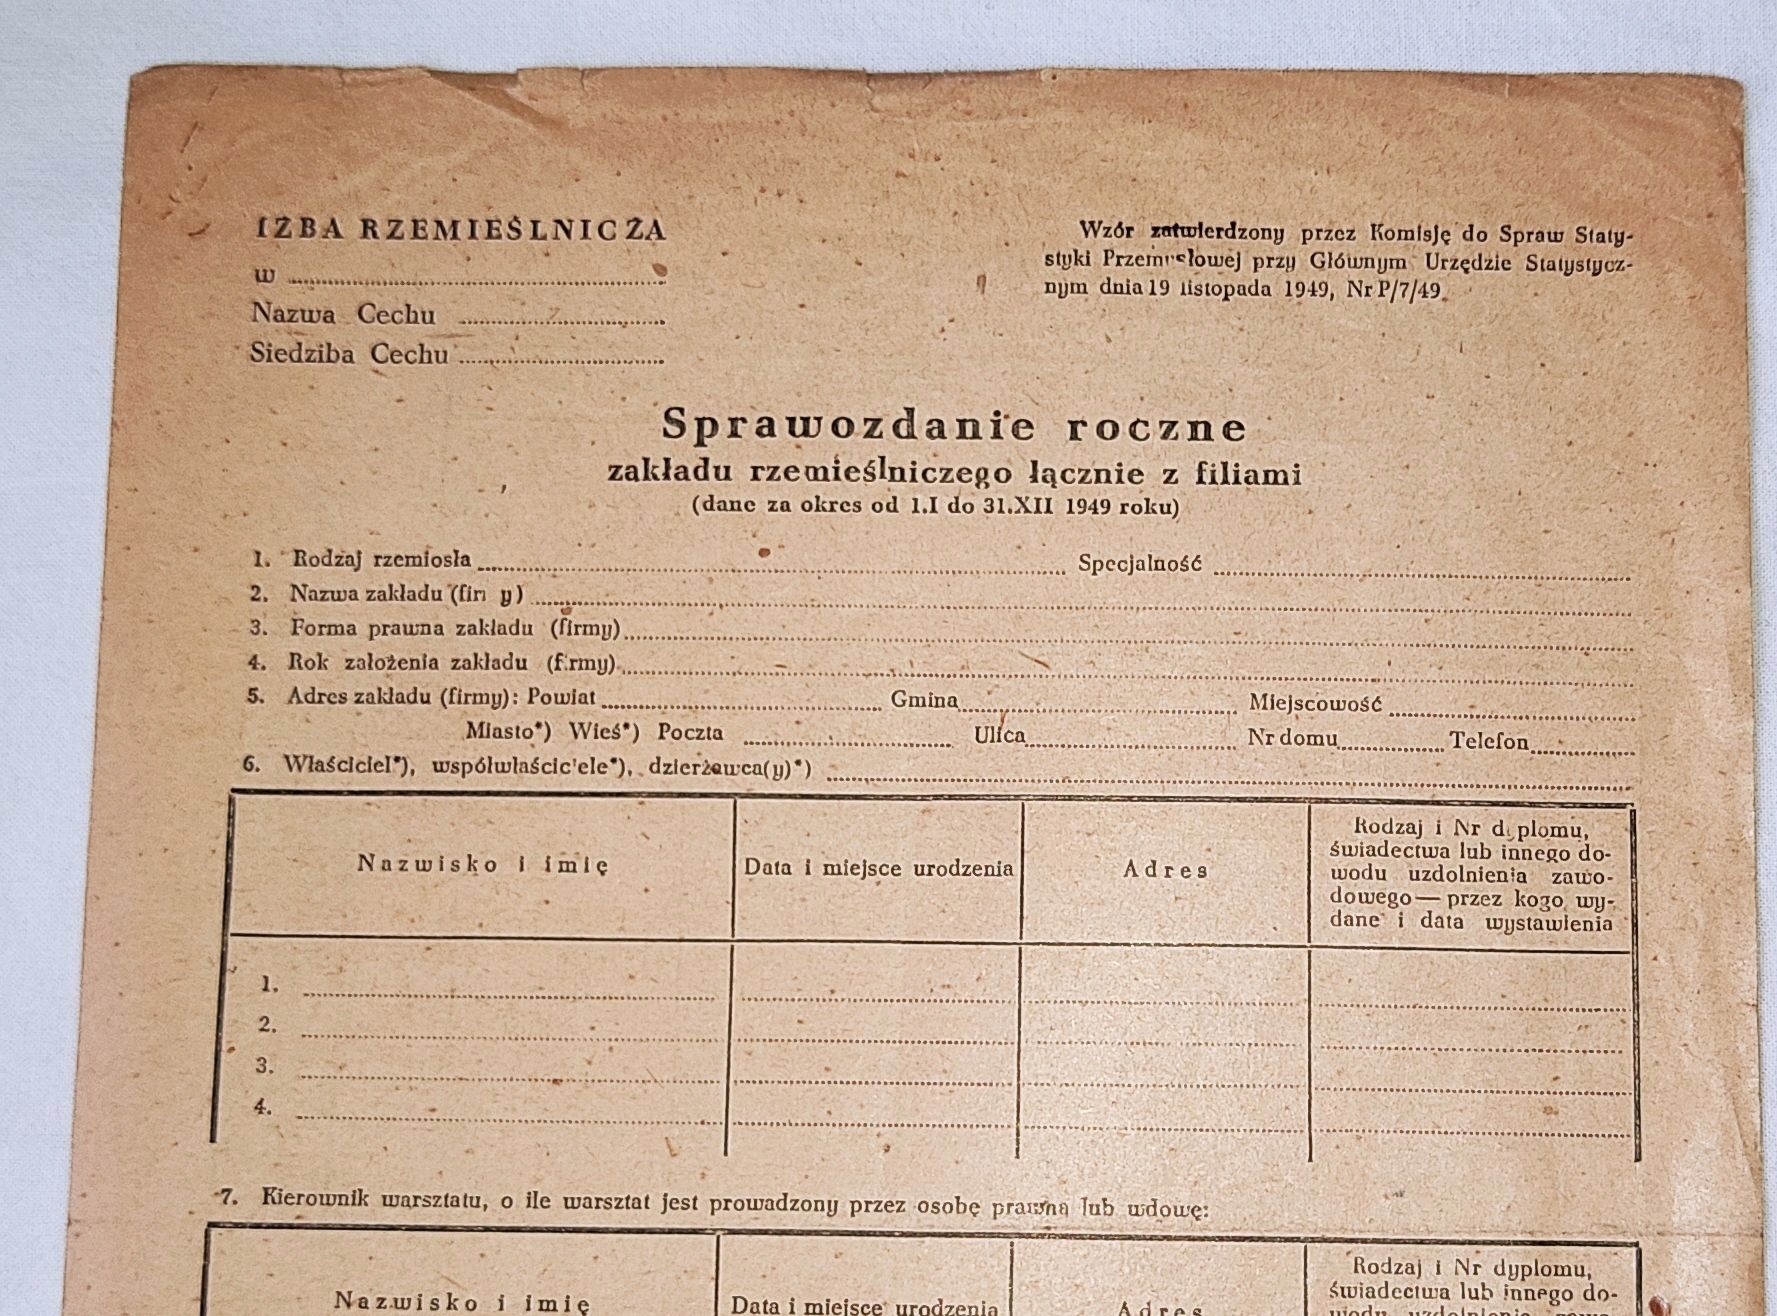 IZBA RZEMIEŚLNICZA
w
Nazwa Cechu
Siedziba Cechu
Wzór zatwierdzony przez Komisję do Spraw Staty-
styki Przemysłowej przy Głównym Urzędzie Statystycz-
nym dnia 19 listopada 1949, Nr P/7/49.
Sprawozdanie roczne
zakładu rzemieślniczego łącznie z filiami
(dane za okres od 1.I do 31.XII 1949 roku)
1. Rodzaj rzemiosła Specjalność
2. Nazwa zakładu (firmy)
3. Forma prawna zakładu (firmy)
4. Rok założenia zakładu (firmy)
5. Adres zakładu (firmy): Powiat Gmina Miejscowość
Miasto*) Wieś*) Poczta Ulica Nr domu Telefon
6. Właściciel*), współwłaściciele*), dzierżawca(y)*)
Nazwisko i imię
Data i miejsce urodzenia
Adres
Rodzaj i Nr dyplomu,
świadectwa lub innego do-
wodu uzdolnienia zawo-
dowego — przez kogo wy-
dane i data wystawienia
1.
2.
3.
4.
7. Kierownik warsztatu, o ile warsztat jest prowadzony przez osobę prawną lub wdowę:
Nazwisko i imię
Data i miejsce urodzenia
Adres
Rodzaj i Nr dyplomu,
świadectwa lub innego do-
wodu uzdolnienia zawo-